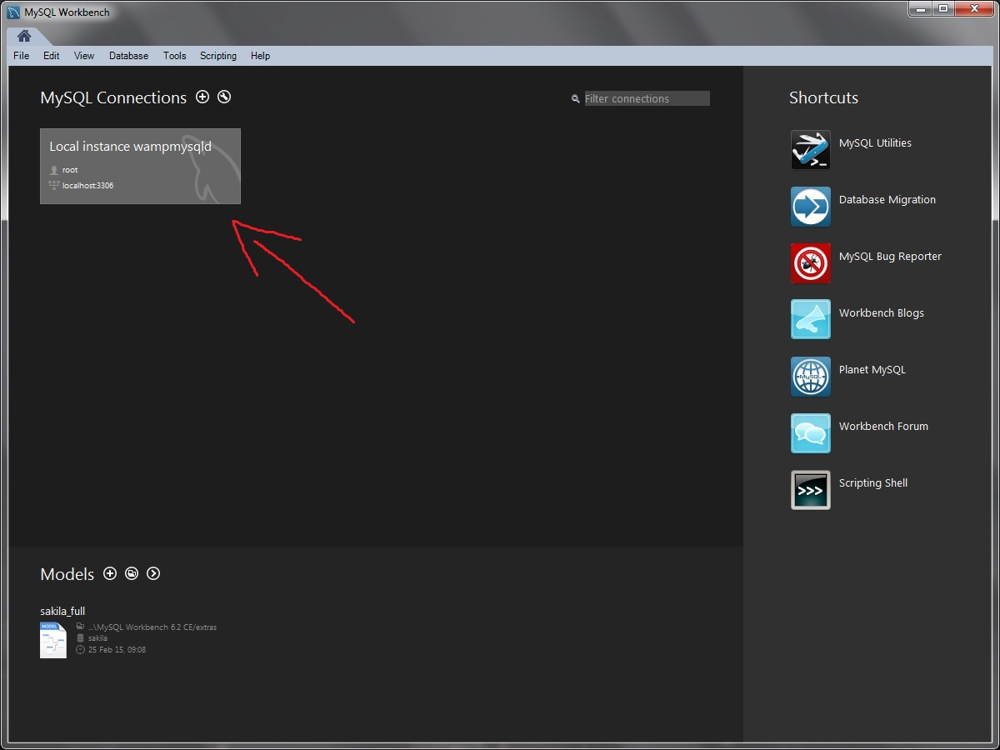 MySQL Workbench
File Edit View Database Tools Scripting Help
MySQL Connections
Filter connections
Local instance wampmysqld
root
localhost:3306
Shortcuts
MySQL Utilities
Database Migration
MySQL Bug Reporter
Workbench Blogs
MySQL
Planet MySQL
Workbench Forum
>>>
Scripting Shell
Models
sakila_full
MODEL
...\MySQL Workbench 6.2 CE/extras
sakila
25 Feb 15, 09:08